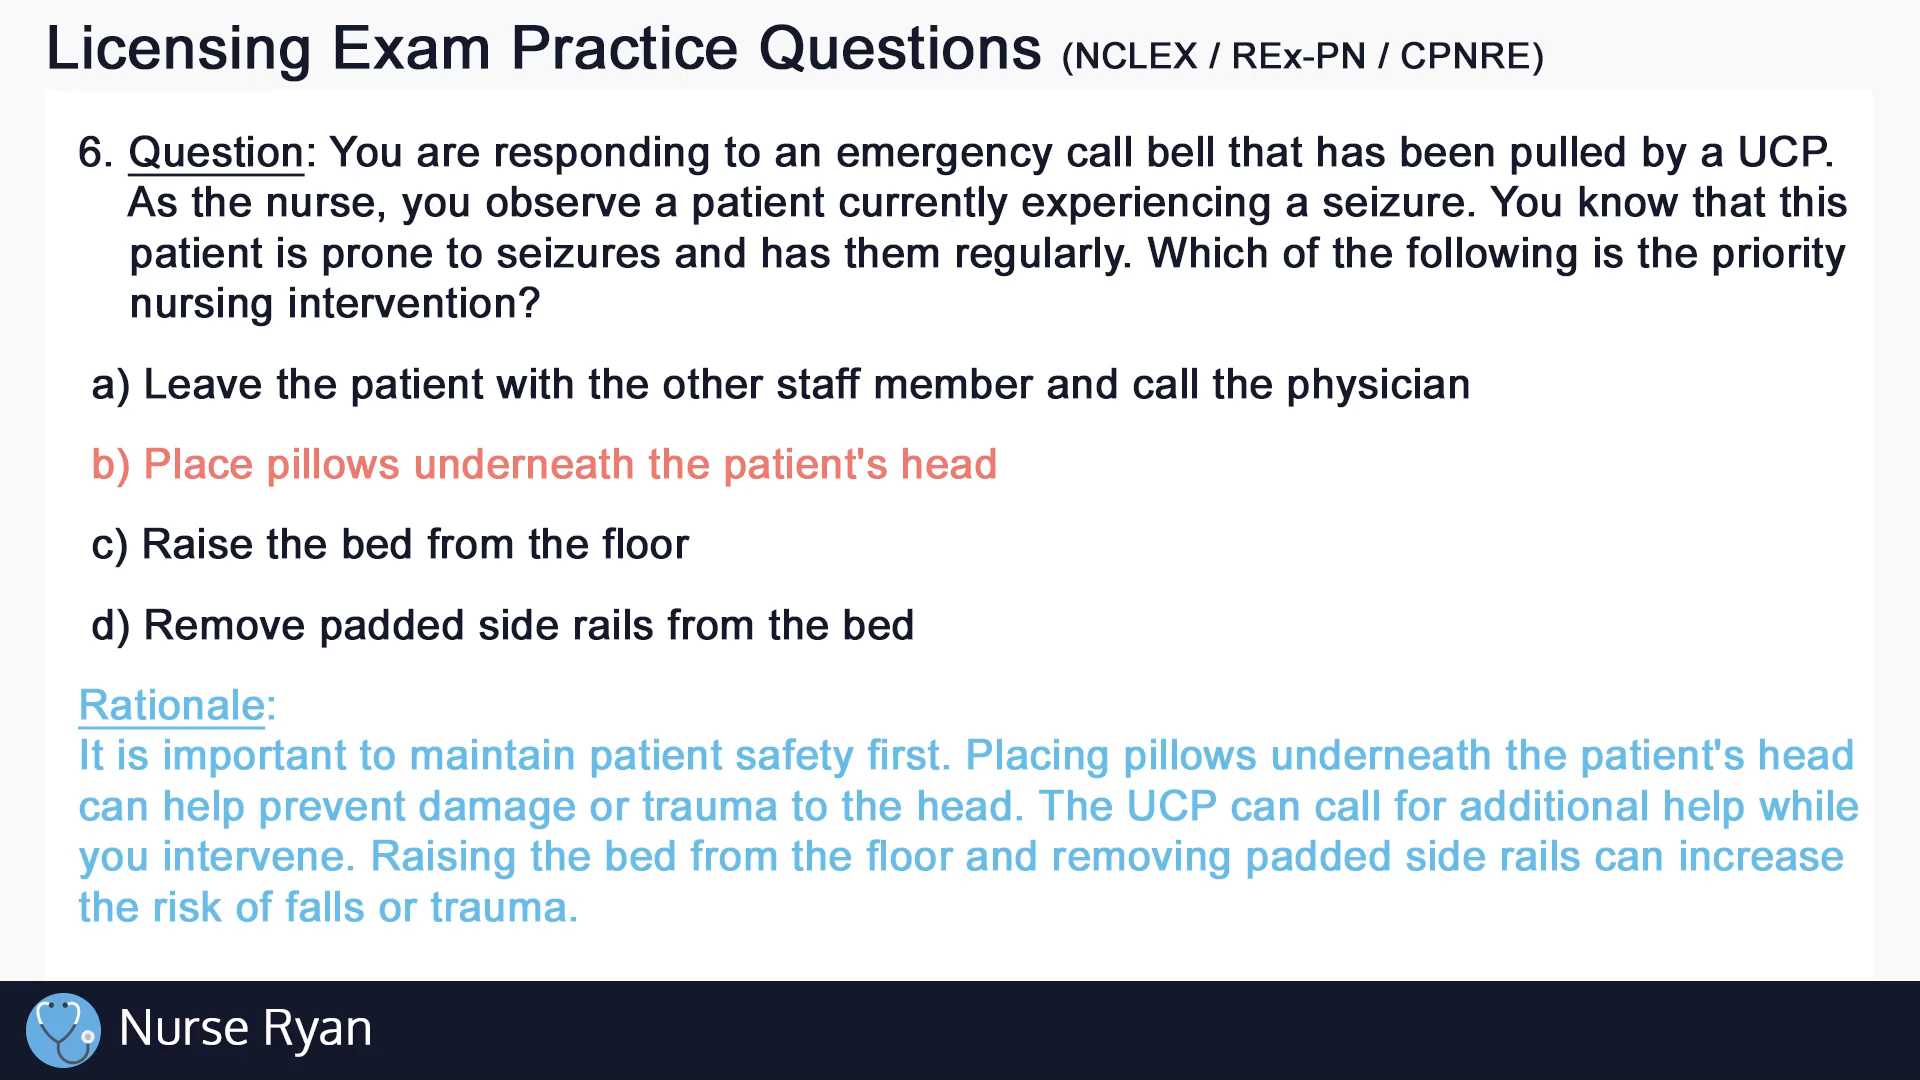 Licensing Exam Practice Questions (NCLEX / REx-PN / CPNRE)
6. Question: You are responding to an emergency call bell that has been pulled by a UCP.
As the nurse, you observe a patient currently experiencing a seizure. You know that this
patient is prone to seizures and has them regularly. Which of the following is the priority
nursing intervention?
a) Leave the patient with the other staff member and call the physician
b) Place pillows underneath the patient's head
c) Raise the bed from the floor
d) Remove padded side rails from the bed
Rationale:
It is important to maintain patient safety first. Placing pillows underneath the patient's head
can help prevent damage or trauma to the head. The UCP can call for additional help while
you intervene. Raising the bed from the floor and removing padded side rails can increase
the risk of falls or trauma.
Nurse Ryan